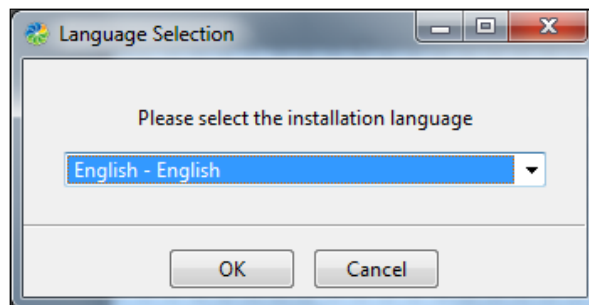 Language Selection
Please select the installation language
English - English
OK
Cancel